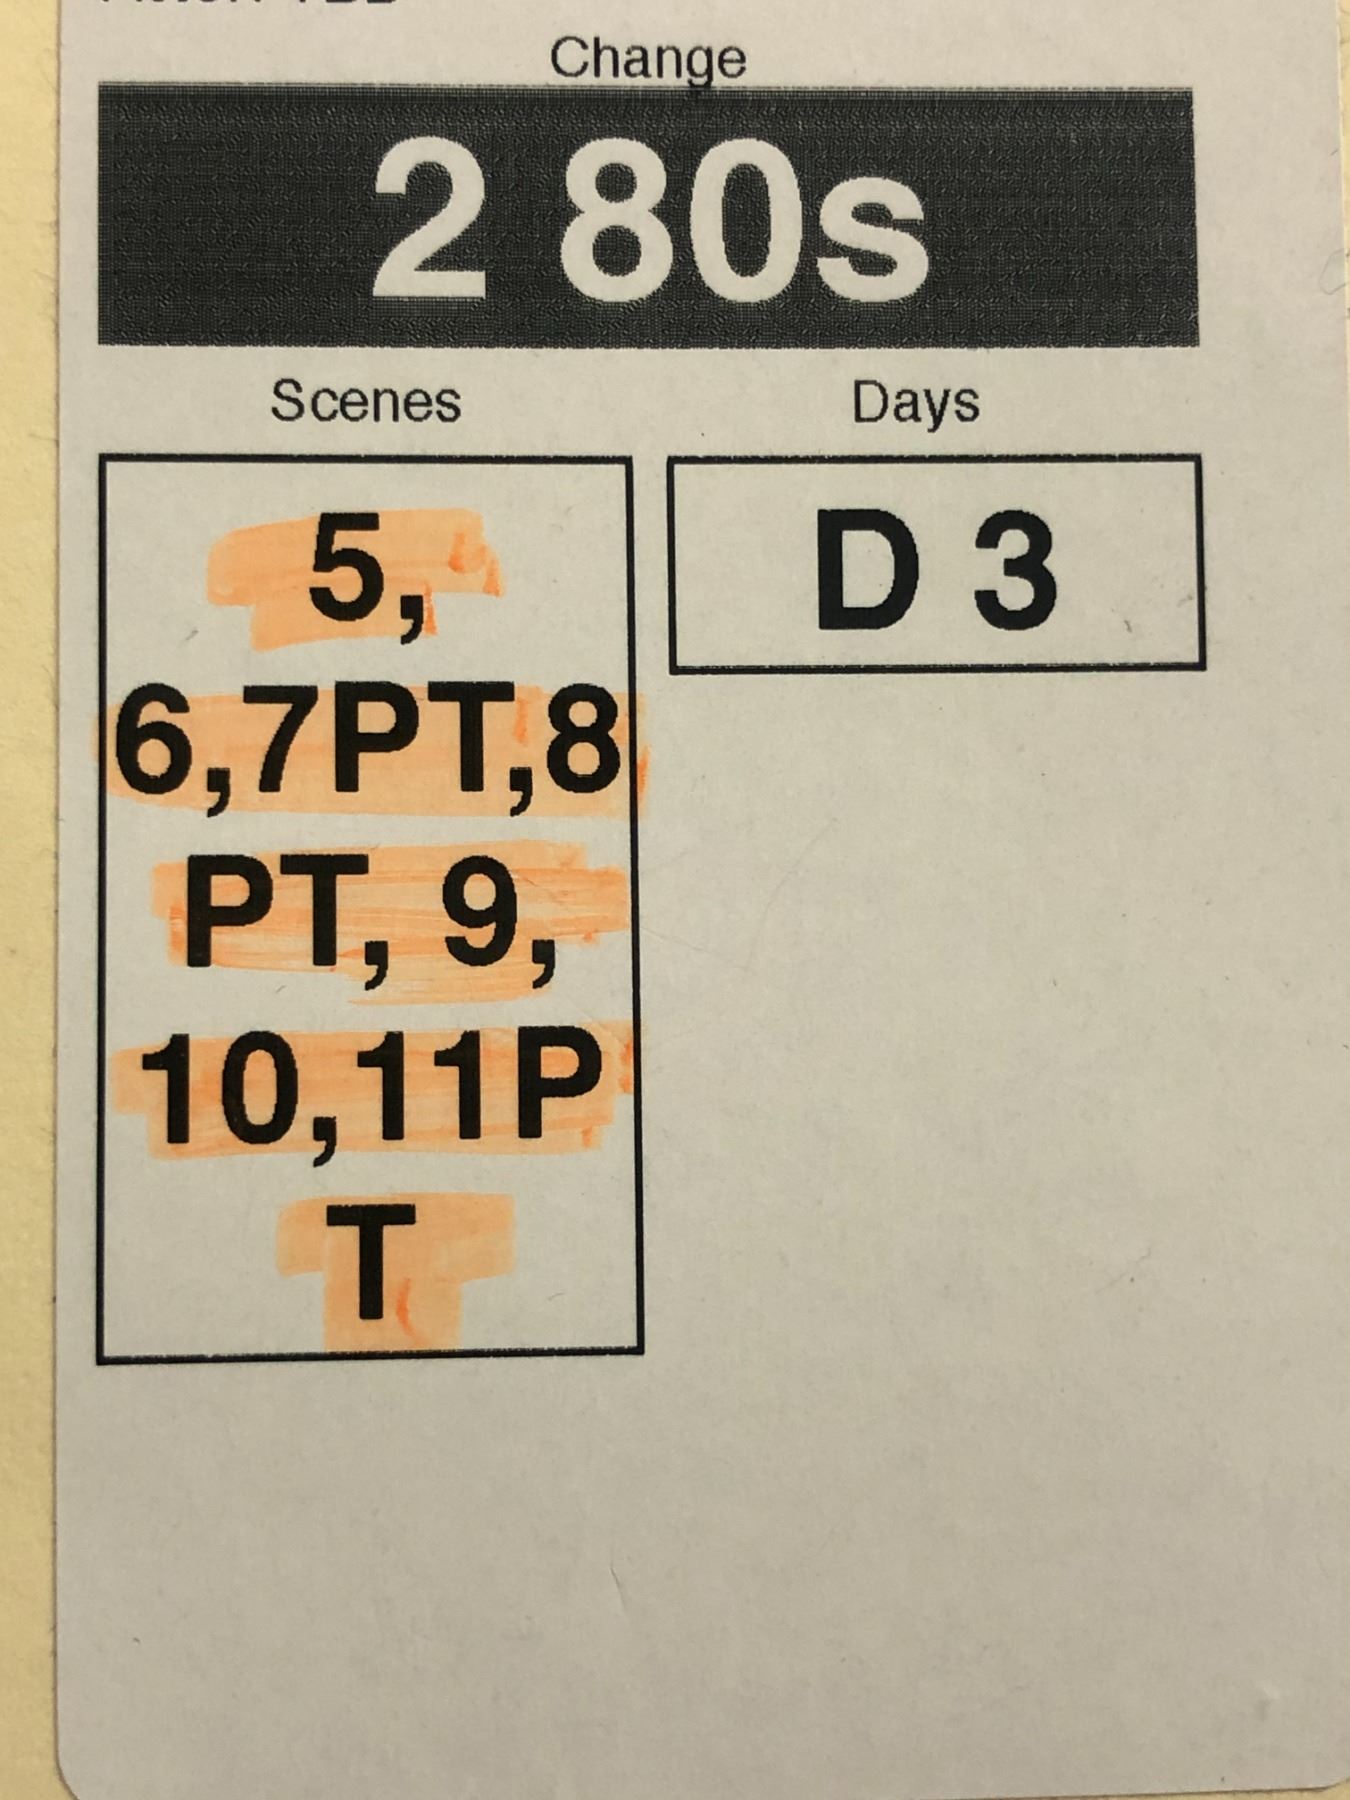 Change
2 80s
Scenes Days
5, D 3
6,7PT,8
PT, 9,
10,11P
T